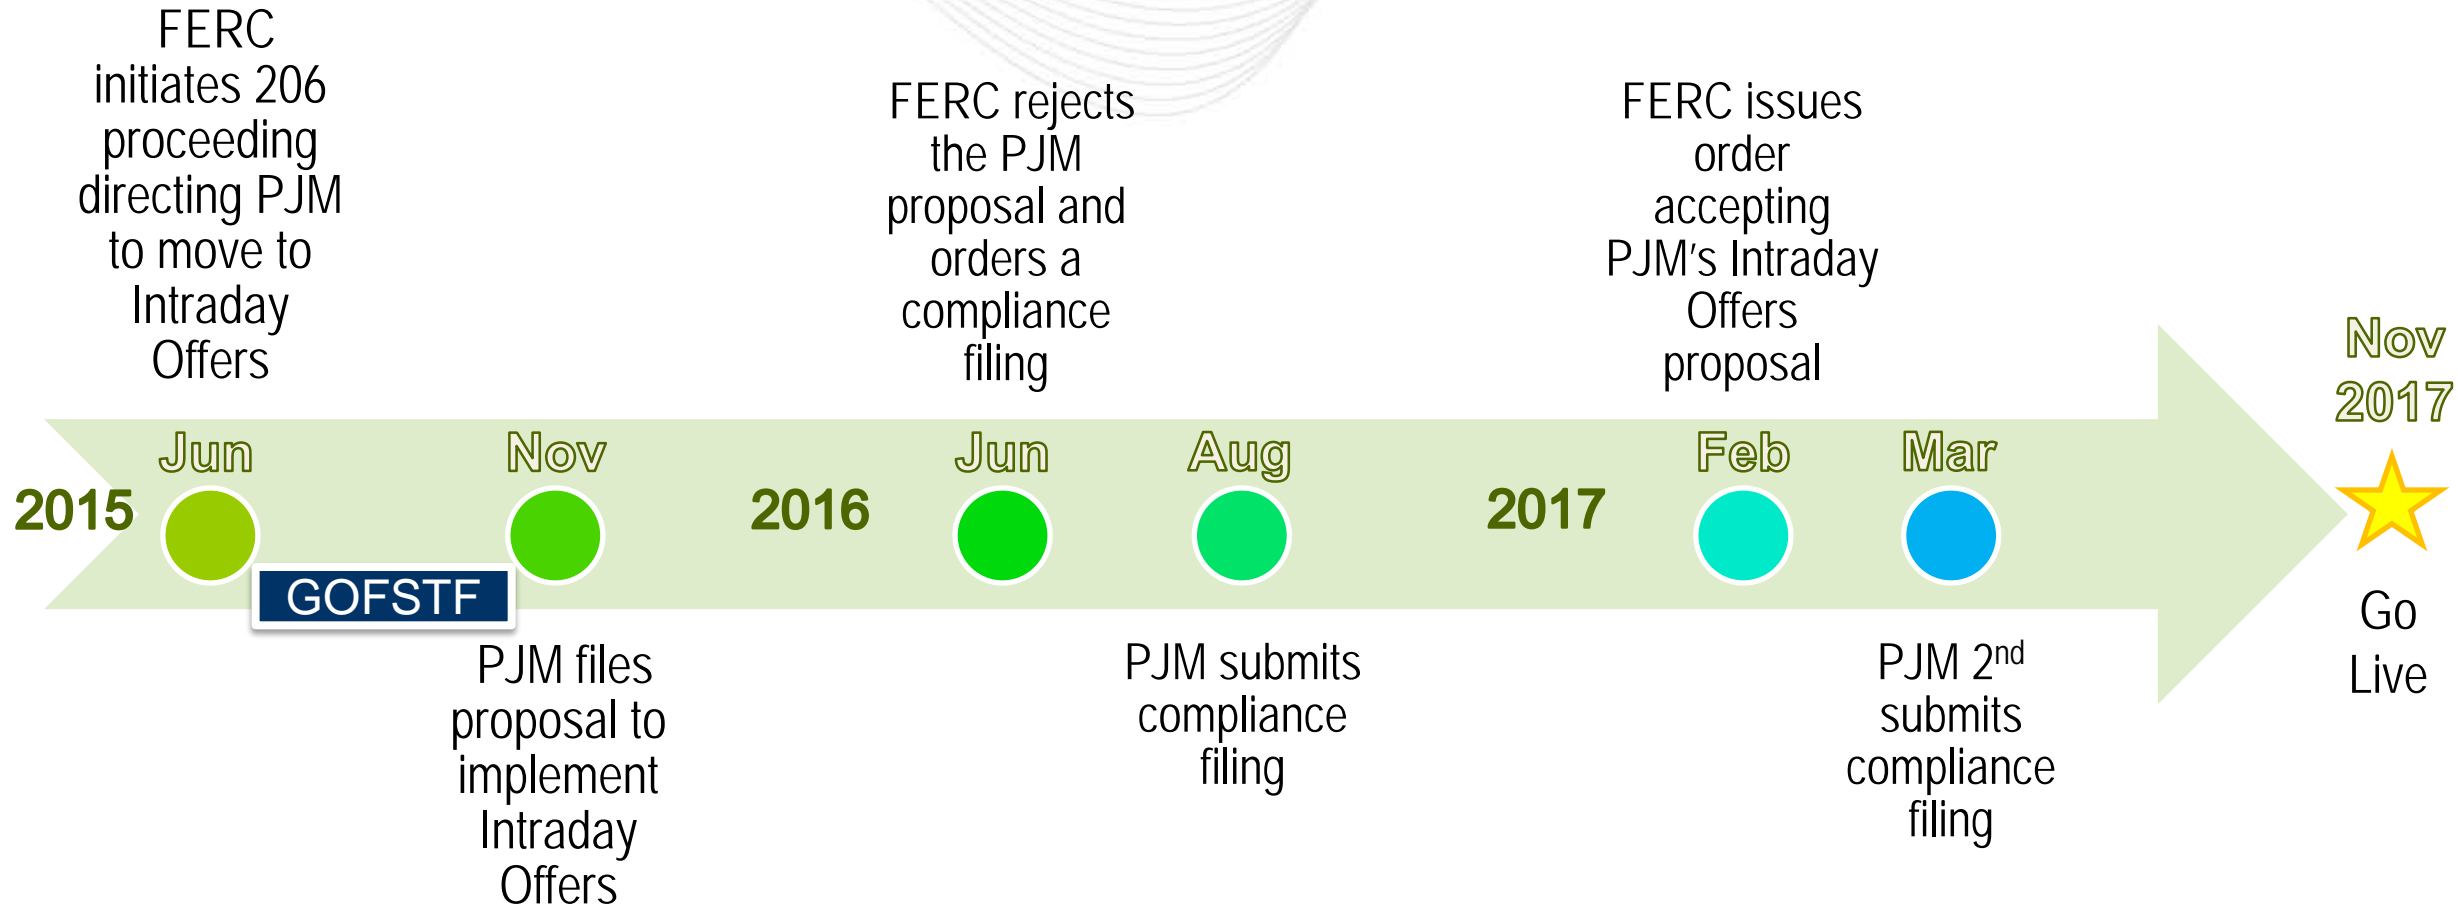 FERC
initiates 206
proceeding
directing PJM
to move to
Intraday
Offers
FERC rejects
the PJM
proposal and
orders a
compliance
filing
FERC issues
order
accepting
PJM's Intraday
Offers
proposal
Nov
2017
Jun
Nov
Jun
Aug
Feb
Mar
2015
2016
2017
GOFSTF
Go
Live
PJM files
proposal to
implement
Intraday
Offers
PJM submits
compliance
filing
PJM 2nd
submits
compliance
filing